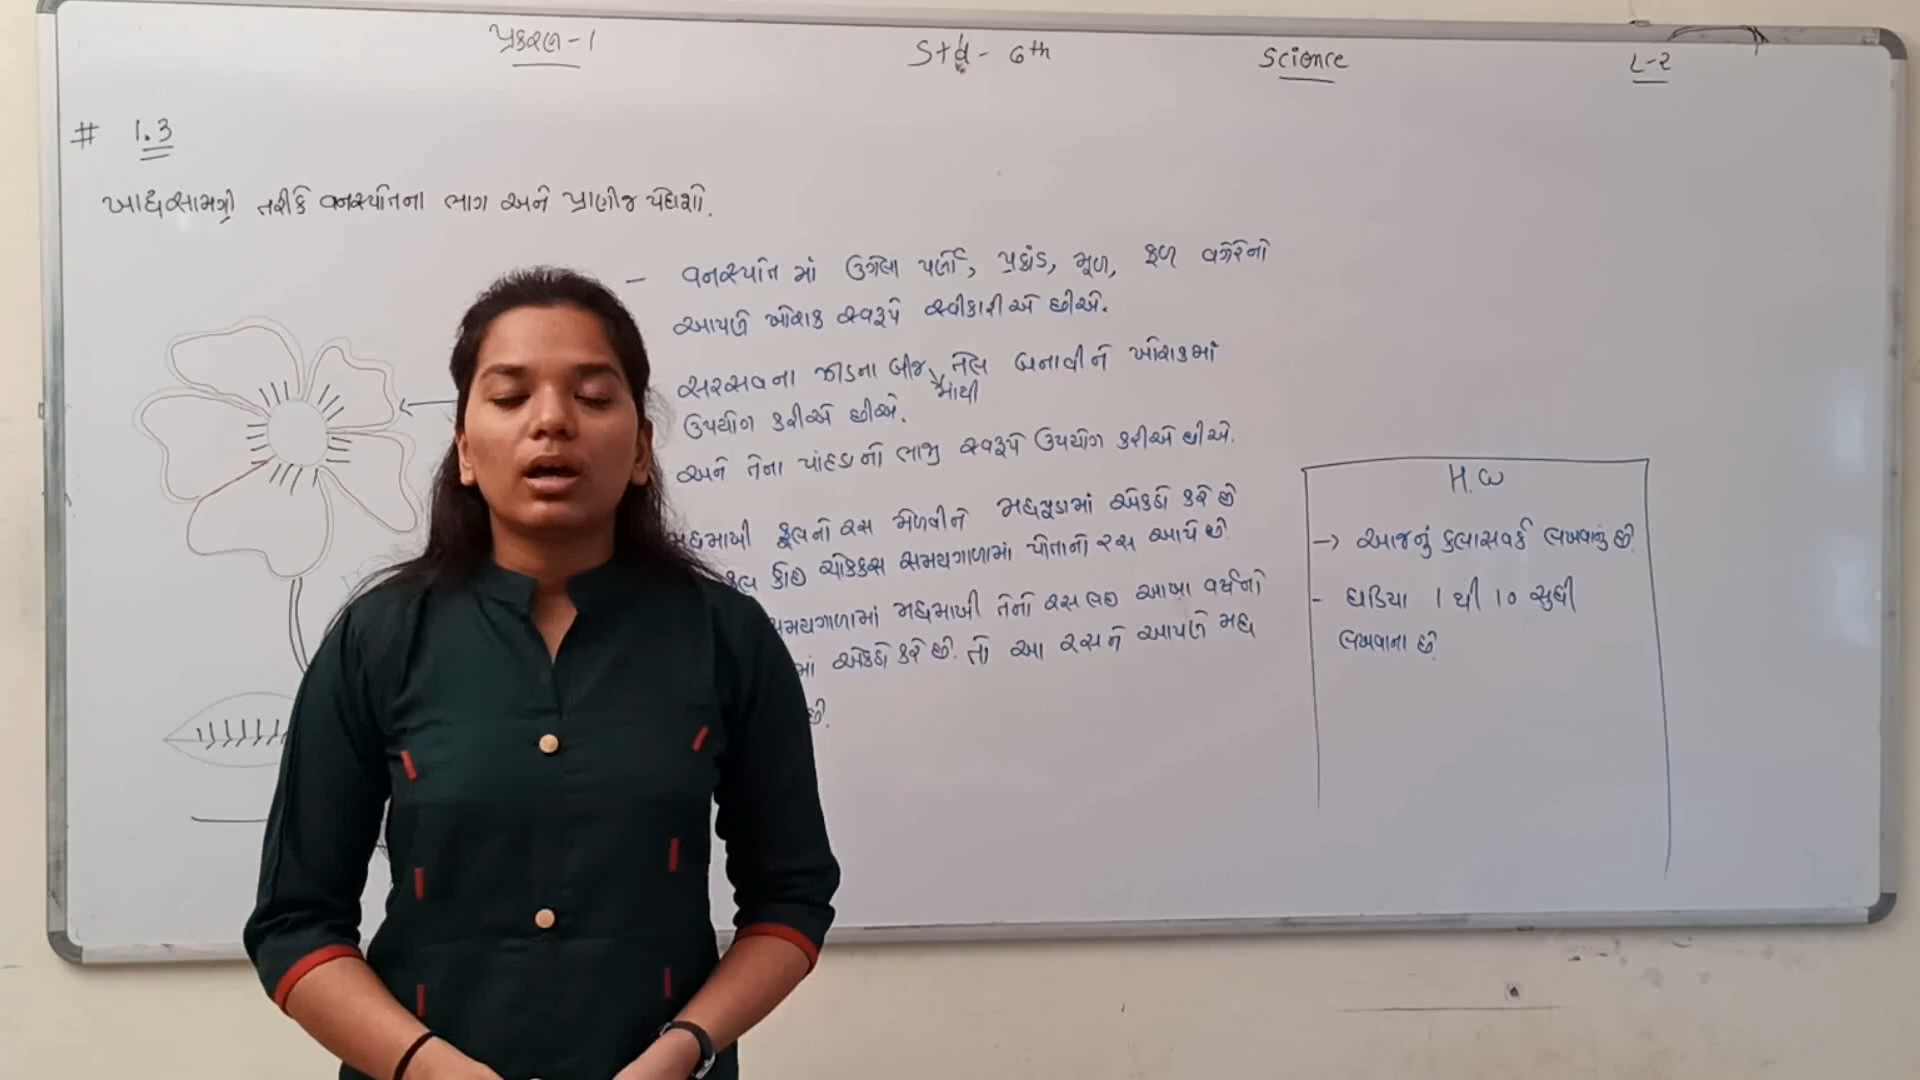 પ્રકરણ-1
Std - 6th
Science
L-2
# 1.3
ખાદ્યસામગ્રી તરીકે વનસ્પતિના ભાગ અને પ્રાણીજ પેદાશો.
- વનસ્પતિ માં ઉગેલા પર્ણો, પ્રકાંડ, મૂળ, ફળ વગેરેનો
આપણે ખોરાક સ્વરૂપે સ્વીકારીએ છીએ.
સરસવના ઝાડના બીજ તેલ બનાવીને ખોરાકમાં
માંથી
ઉપયોગ કરીએ છીએ.
અને તેના પાંદડાનો ભાજી સ્વરૂપે ઉપયોગ કરીએ છીએ.
ફૂલનો રસ મેળવીને મધપૂડામાં એકઠો કરે છે
કોઇ ચોક્કસ સમયગાળામાં પોતાનો રસ આપે છે.
સમયગાળામાં મધમાખી તેનો રસ લઇ આખા વર્ષનો
એકઠો કરે છે. તો આ રસને આપણે મધ
છે.
H.W
→ આજનું ક્લાસવર્ક લખવાનું છે.
- ઘડિયા 1 થી 10 સુધી
લખવાના છે.